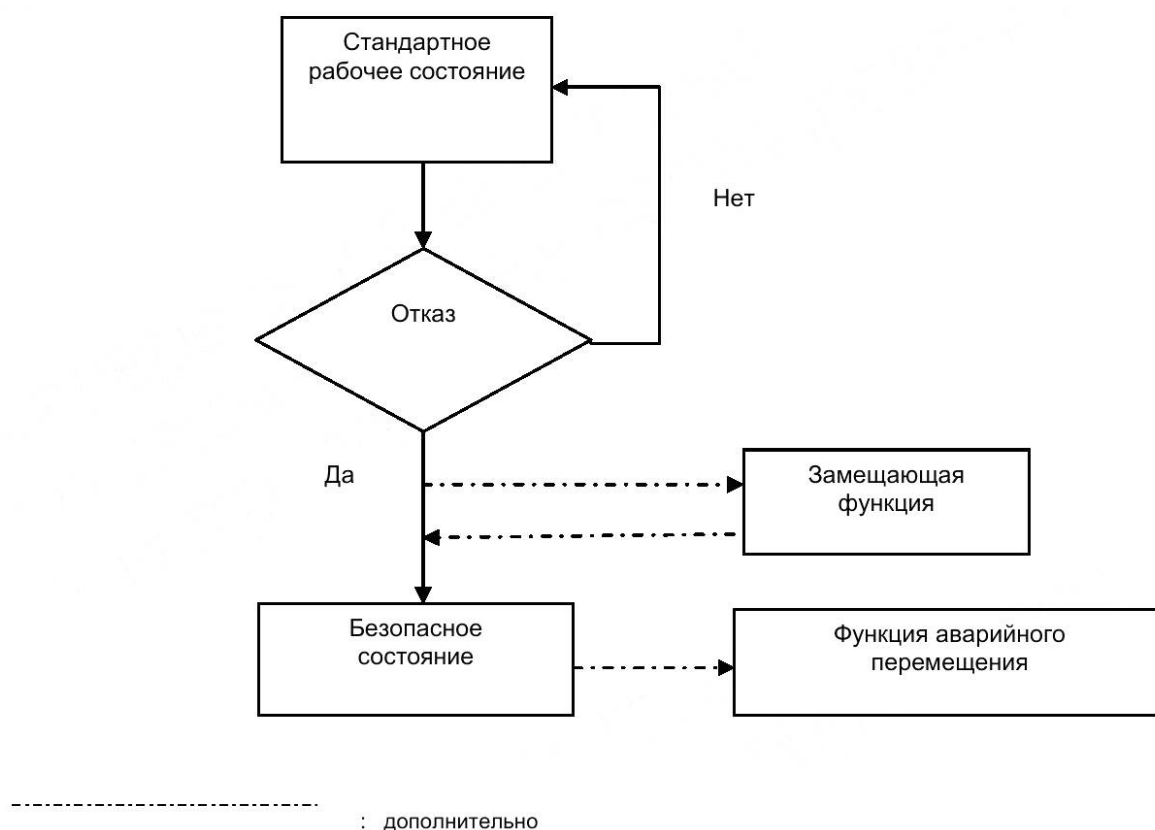 Стандартное
рабочее состояние
Нет
Отказ
Да
Замещающая
функция
Безопасное
состояние
Функция аварийного
перемещения
: дополнительно